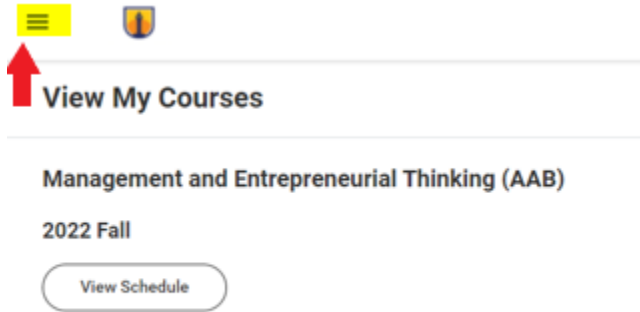 View My Courses
Management and Entrepreneurial Thinking (AAB)
2022 Fall
View Schedule